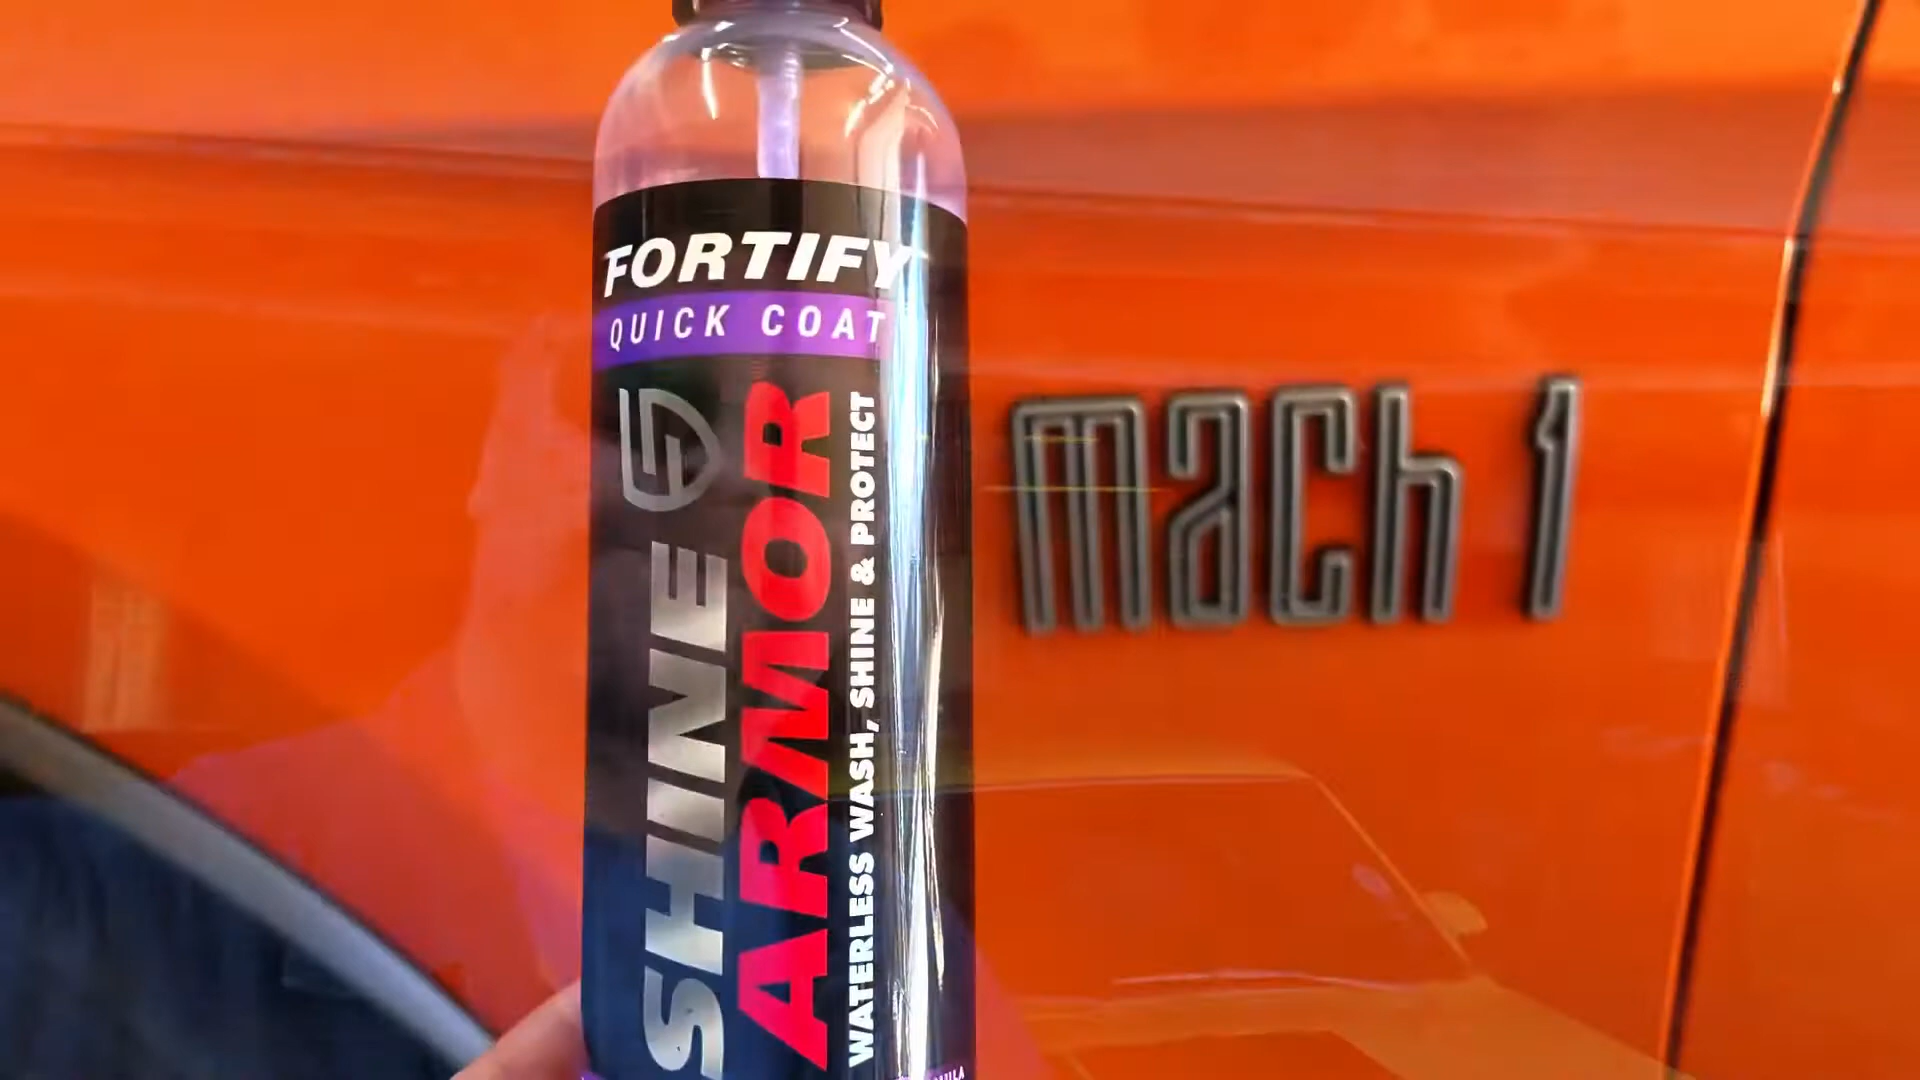 FORTIFY
QUICK COAT
SHINE
ARMOR
WATERLESS WASH, SHINE & PROTECT
mach 1